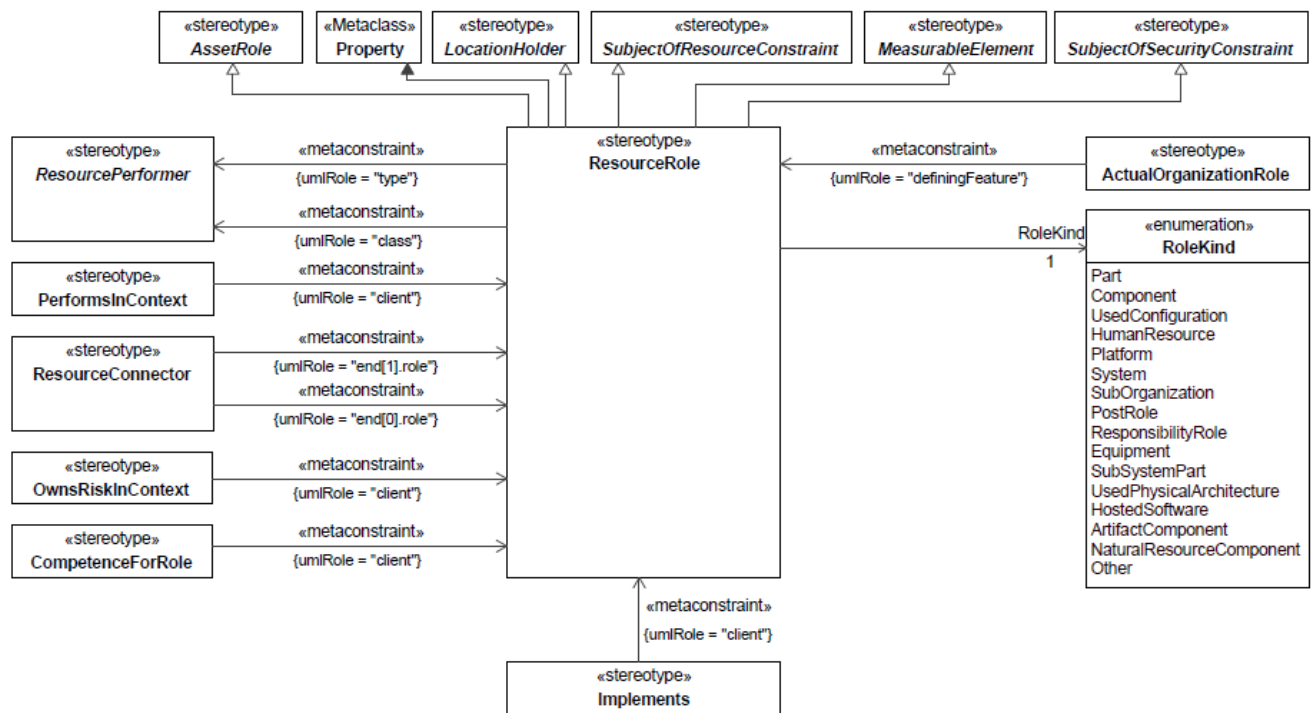 «stereotype»
AssetRole
«Metaclass»
Property
«stereotype»
LocationHolder
«stereotype»
SubjectOfResourceConstraint
«stereotype»
MeasurableElement
«stereotype»
SubjectOfSecurityConstraint
«stereotype»
ResourcePerformer
«metaconstraint»
{umlRole = "type"}
«metaconstraint»
{umlRole = "class"}
«stereotype»
ResourceRole
«metaconstraint»
{umlRole = "definingFeature"}
«stereotype»
ActualOrganizationRole
«stereotype»
PerformsInContext
«metaconstraint»
{umlRole = "client"}
RoleKind
1
«enumeration»
RoleKind
Part
Component
UsedConfiguration
HumanResource
Platform
System
SubOrganization
PostRole
ResponsibilityRole
Equipment
SubSystemPart
UsedPhysicalArchitecture
HostedSoftware
ArtifactComponent
NaturalResourceComponent
Other
«stereotype»
ResourceConnector
«metaconstraint»
{umlRole = "end[1].role"}
«metaconstraint»
{umlRole = "end[0].role"}
«stereotype»
OwnsRiskInContext
«metaconstraint»
{umlRole = "client"}
«stereotype»
CompetenceForRole
«metaconstraint»
{umlRole = "client"}
«metaconstraint»
{umlRole = "client"}
«stereotype»
Implements